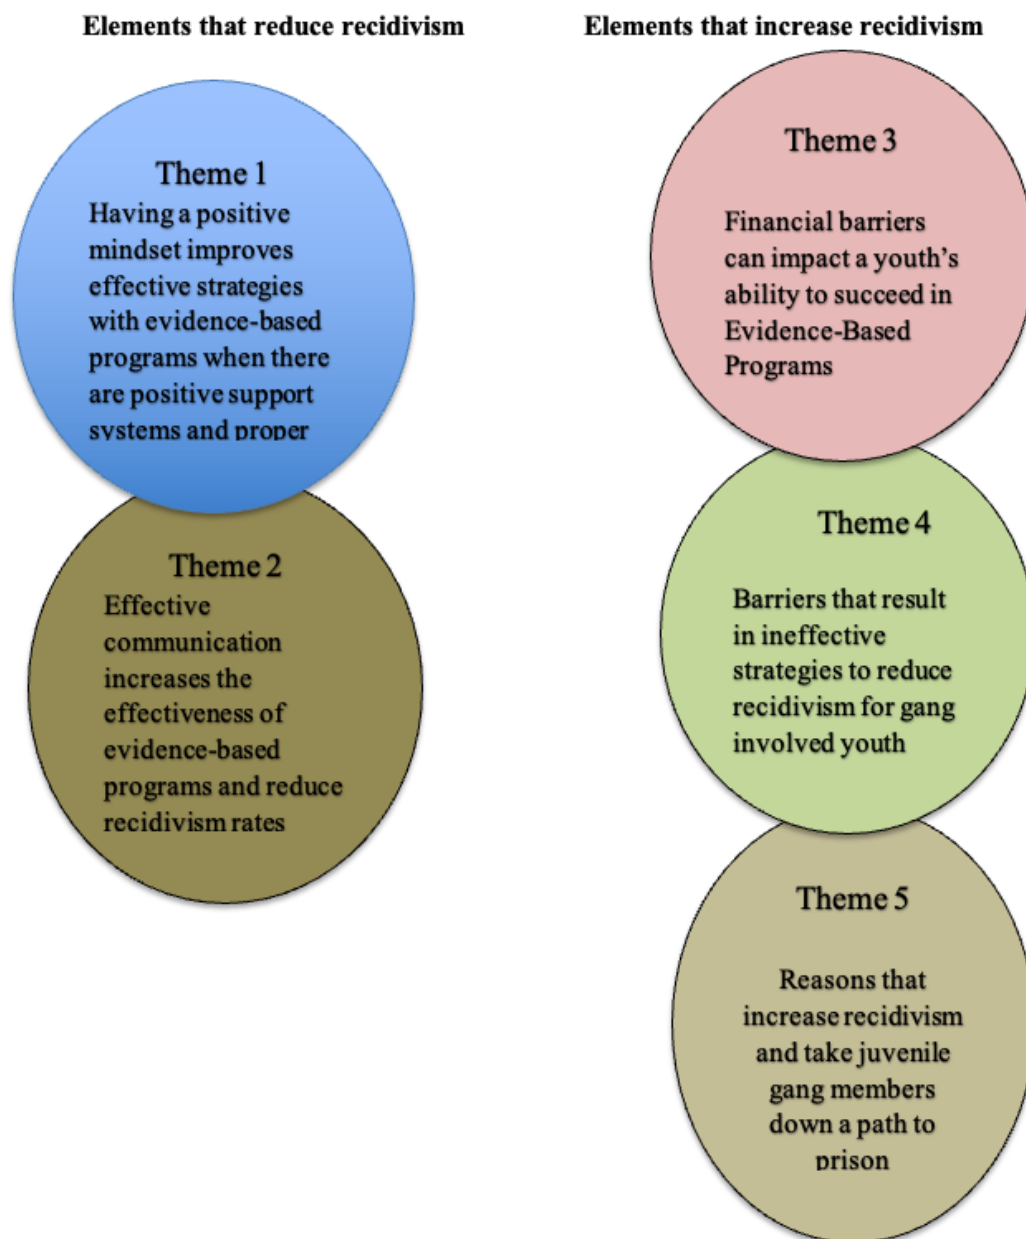 Elements that reduce recidivism
Theme 1
Having a positive
mindset improves
effective strategies
with evidence-based
programs when there
are positive support
systems and proper
Theme 2
Effective
communication
increases the
effectiveness of
evidence-based
programs and reduce
recidivism rates
Elements that increase recidivism
Theme 3
Financial barriers
can impact a youth’s
ability to succeed in
Evidence-Based
Programs
Theme 4
Barriers that result
in ineffective
strategies to reduce
recidivism for gang
involved youth
Theme 5
Reasons that
increase recidivism
and take juvenile
gang members
down a path to
prison